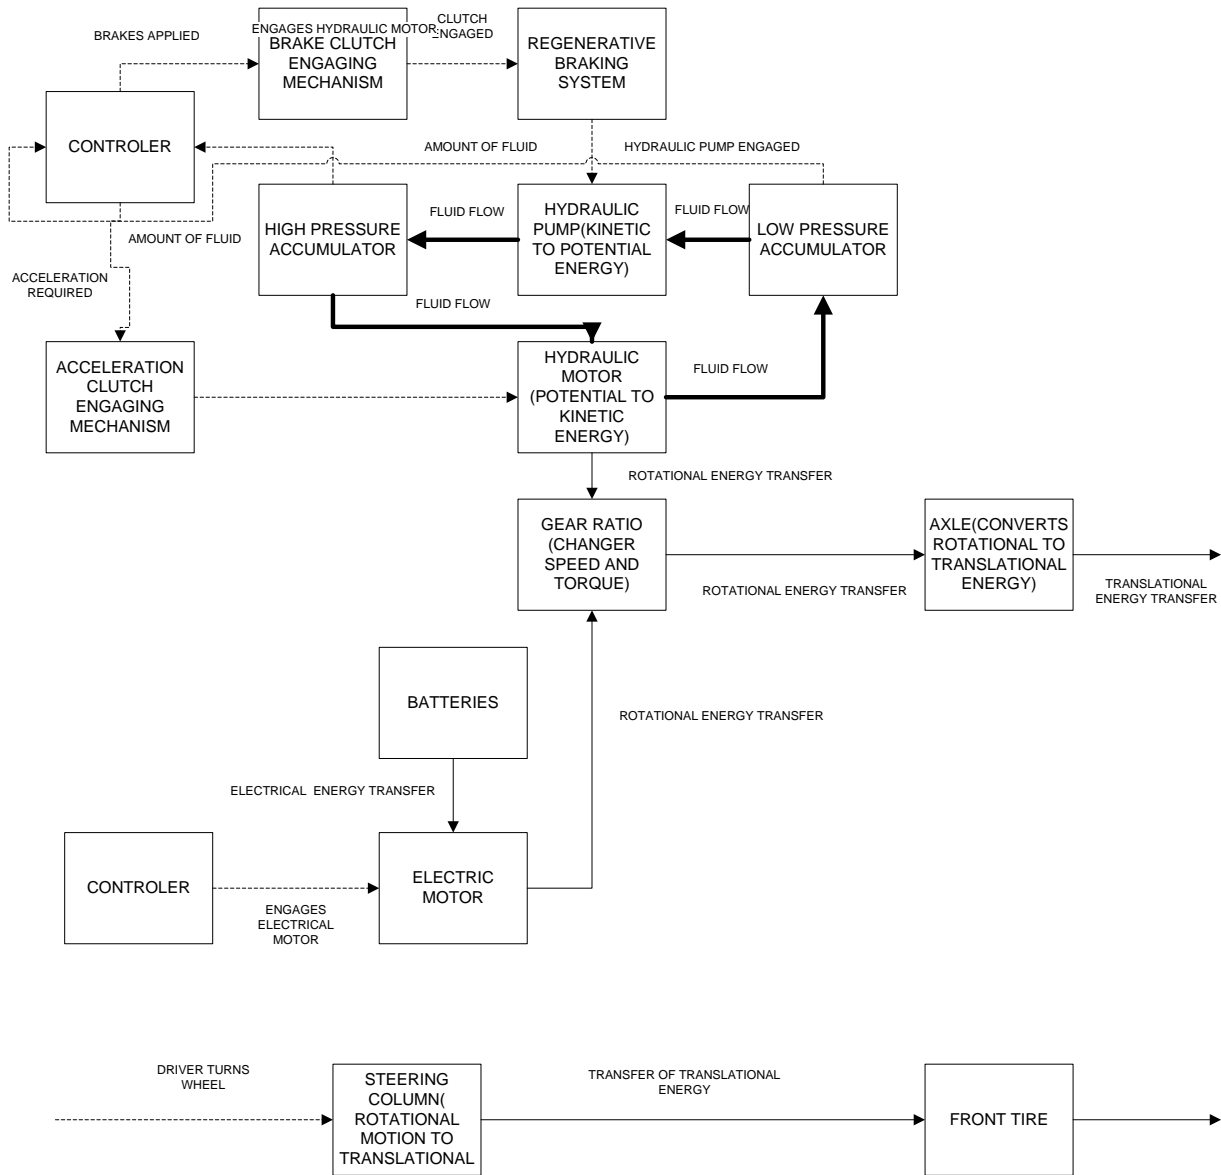 BRAKES APPLIED
ENGAGES HYDRAULIC MOTOR
CLUTCH
ENGAGED
BRAKE CLUTCH
ENGAGING
MECHANISM
REGENERATIVE
BRAKING
SYSTEM
CONTROLER
AMOUNT OF FLUID
HYDRAULIC PUMP ENGAGED
HIGH PRESSURE
ACCUMULATOR
FLUID FLOW
HYDRAULIC
PUMP(KINETIC
TO POTENTIAL
ENERGY)
FLUID FLOW
LOW PRESSURE
ACCUMULATOR
AMOUNT OF FLUID
ACCELERATION
REQUIRED
FLUID FLOW
ACCELERATION
CLUTCH
ENGAGING
MECHANISM
HYDRAULIC
MOTOR
(POTENTIAL TO
KINETIC
ENERGY)
FLUID FLOW
ROTATIONAL ENERGY TRANSFER
GEAR RATIO
(CHANGER
SPEED AND
TORQUE)
ROTATIONAL ENERGY TRANSFER
AXLE(CONVERTS
ROTATIONAL TO
TRANSLATIONAL
ENERGY)
TRANSLATIONAL
ENERGY TRANSFER
BATTERIES
ROTATIONAL ENERGY TRANSFER
ELECTRICAL ENERGY TRANSFER
CONTROLER
ENGAGES
ELECTRICAL
MOTOR
ELECTRIC
MOTOR
DRIVER TURNS
WHEEL
STEERING
COLUMN(
ROTATIONAL
MOTION TO
TRANSLATIONAL
TRANSFER OF TRANSLATIONAL
ENERGY
FRONT TIRE